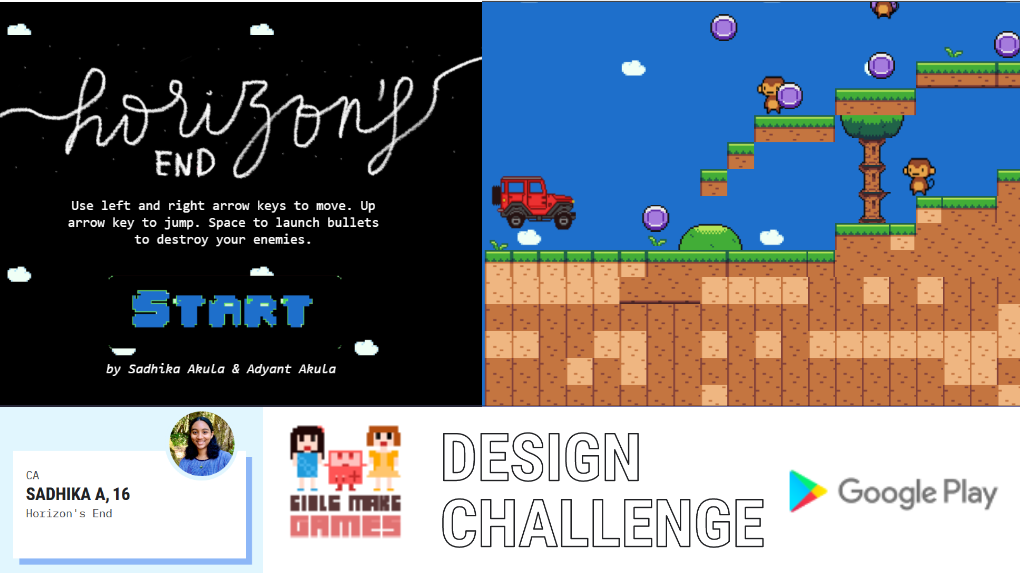 horizon's
END
Use left and right arrow keys to move. Up
arrow key to jump. Space to launch bullets
to destroy your enemies.
START
by Sadhika Akula & Adyant Akula
CA
SADHIKA A, 16
Horizon's End
GIRLS MAKE
GAMES
DESIGN
CHALLENGE
Google Play